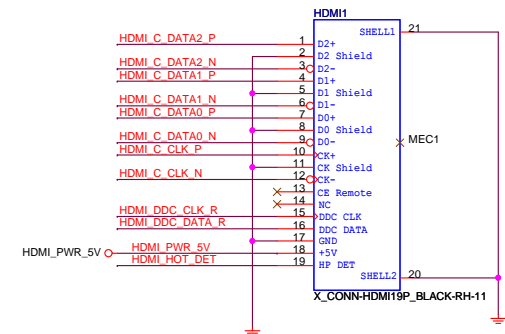 HDMI1
HDMI_C_DATA2_P 1 D2+ SHELL1 21
2 D2 Shield
HDMI_C_DATA2_N 3 D2-
HDMI_C_DATA1_P 4 D1+
5 D1 Shield
HDMI_C_DATA1_N 6 D1-
HDMI_C_DATA0_P 7 D0+
8 D0 Shield
HDMI_C_DATA0_N 9 D0- MEC1
HDMI_C_CLK_P 10 CK+
11 CK Shield
HDMI_C_CLK_N 12 CK-
13 CE Remote
14 NC
HDMI_DDC_CLK_R 15 DDC CLK
HDMI_DDC_DATA_R 16 DDC DATA
17 GND
HDMI_PWR_5V HDMI_PWR_5V 18 +5V
HDMI_HOT_DET 19 HP DET
SHELL2 20
X_CONN-HDMI19P_BLACK-RH-11